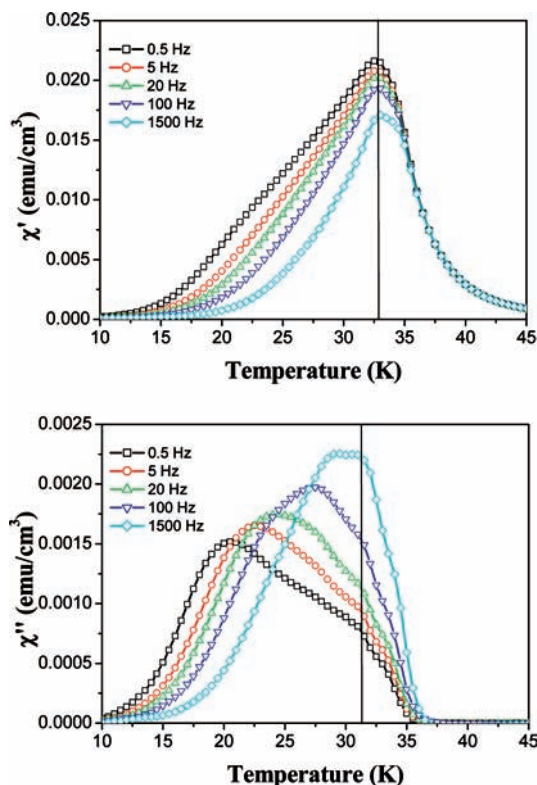 0.025
0.020
0.015
0.010
0.005
0.000
χ' (emu/cm³)
0.5 Hz
5 Hz
20 Hz
100 Hz
1500 Hz
10 15 20 25 30 35 40 45
Temperature (K)
0.0025
0.0020
0.0015
0.0010
0.0005
0.0000
χ'' (emu/cm³)
0.5 Hz
5 Hz
20 Hz
100 Hz
1500 Hz
10 15 20 25 30 35 40 45
Temperature (K)